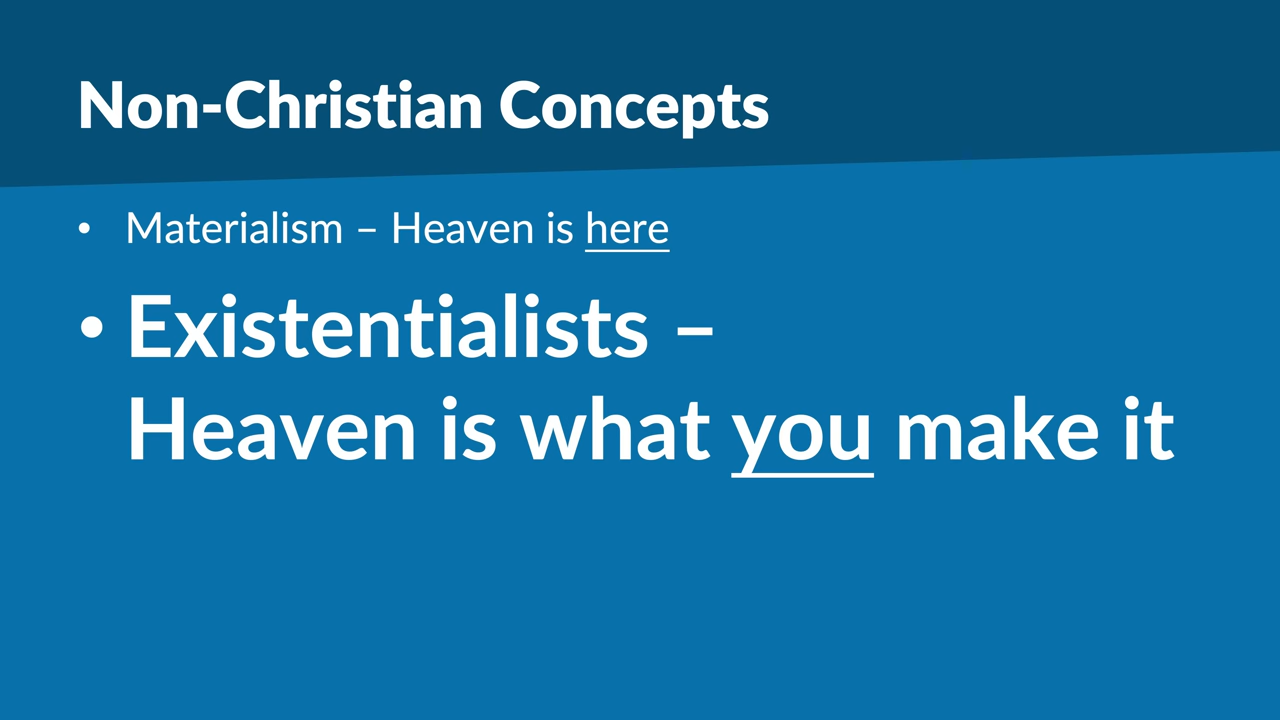 Non-Christian Concepts
• Materialism – Heaven is here
• Existentialists –
Heaven is what you make it